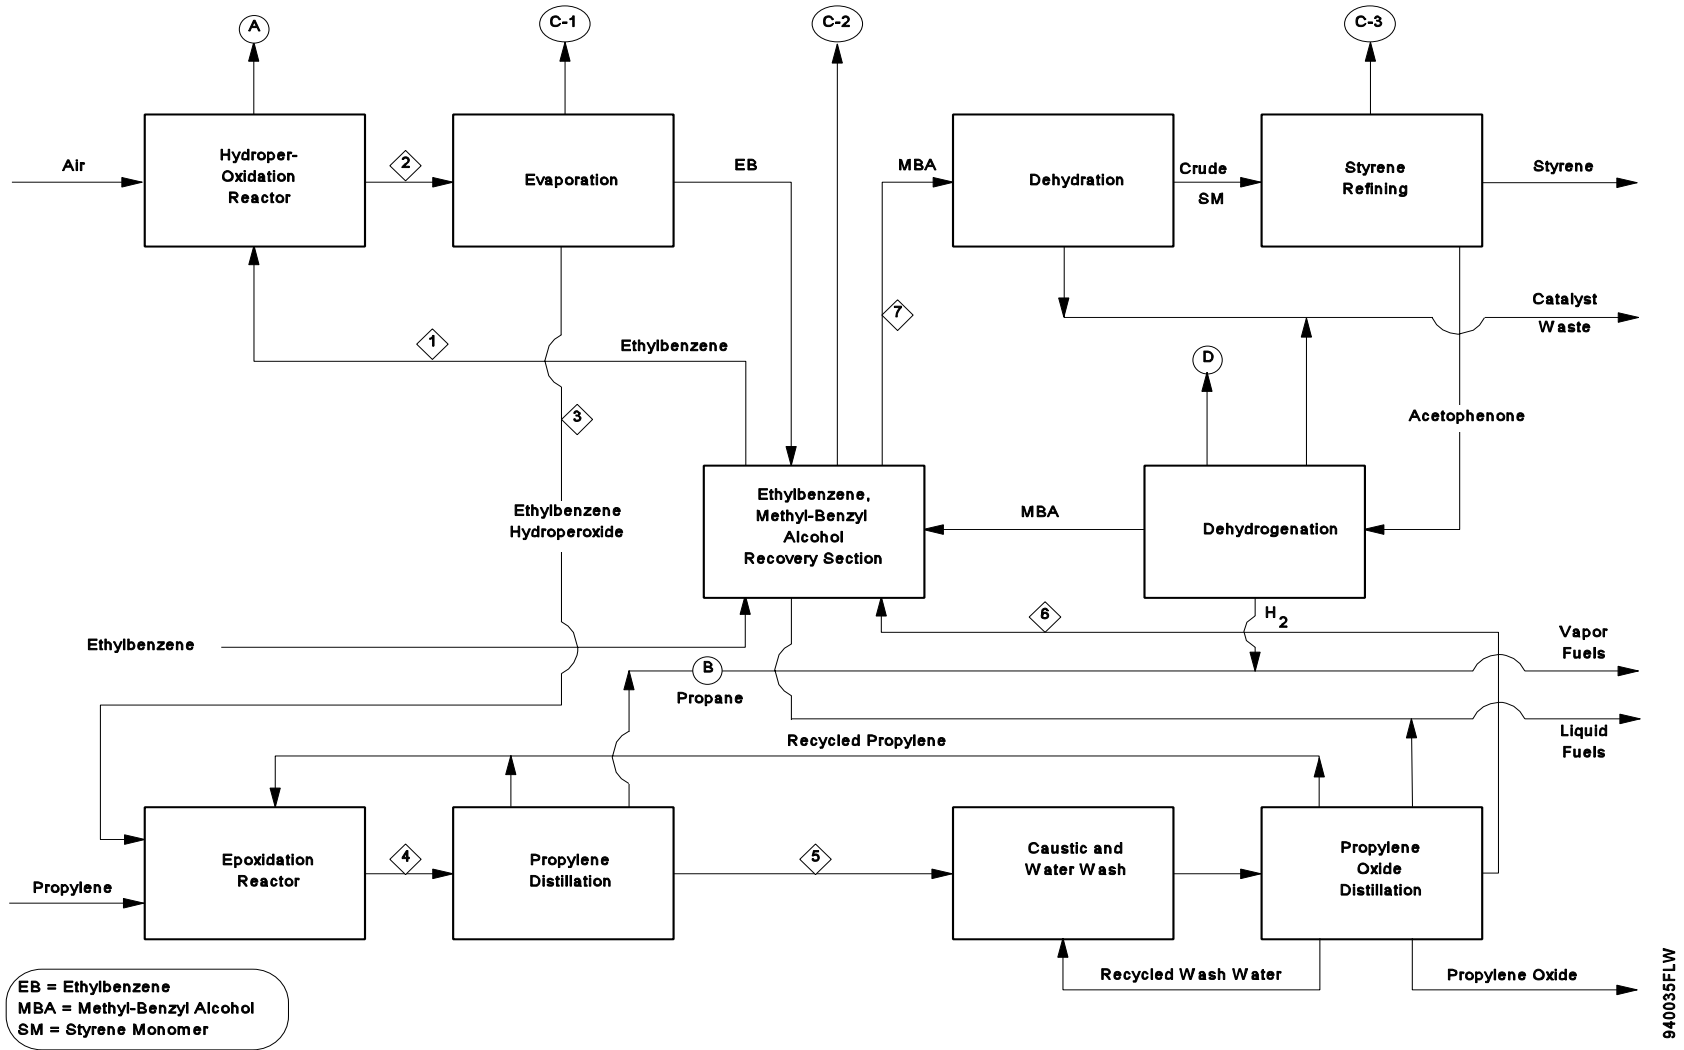 A
C-1
C-2
C-3
Air
Hydroper-
Oxidation
Reactor
2
Evaporation
EB
MBA
Dehydration
Crude
SM
Styrene
Refining
Styrene
Catalyst
Waste
1
Ethylbenzene
7
D
3
Acetophenone
Ethylbenzene
Hydroperoxide
Ethylbenzene,
Methyl-Benzyl
Alcohol
Recovery Section
MBA
Dehydrogenation
6
H2
Ethylbenzene
B
Propane
Vapor
Fuels
Liquid
Fuels
Recycled Propylene
Epoxidation
Reactor
4
Propylene
Distillation
5
Caustic and
Water Wash
Propylene
Oxide
Distillation
Propylene
Recycled Wash Water
Propylene Oxide
EB = Ethylbenzene
MBA = Methyl-Benzyl Alcohol
SM = Styrene Monomer
940035FLW